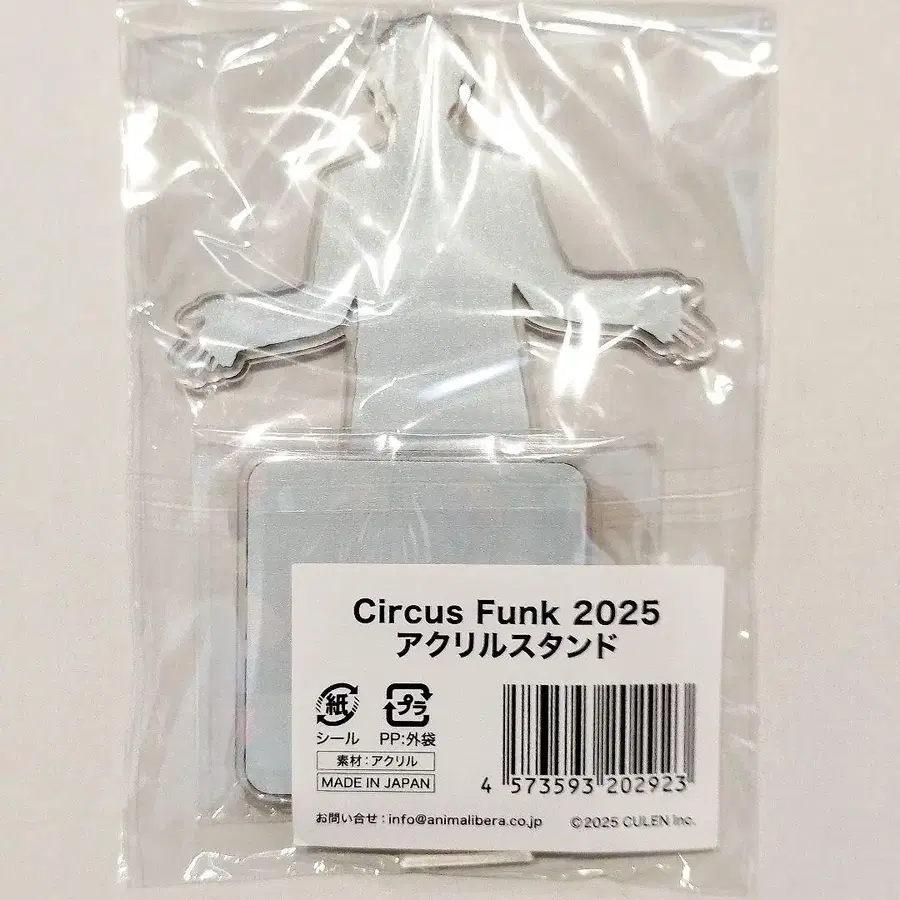 Circus Funk 2025
アクリルスタンド
紙
プラ
シール
PP:外袋
素材:アクリル
MADE IN JAPAN
4 573593 202923
お問い合せ:info@animalibera.co.jp
©2025 CULEN Inc.